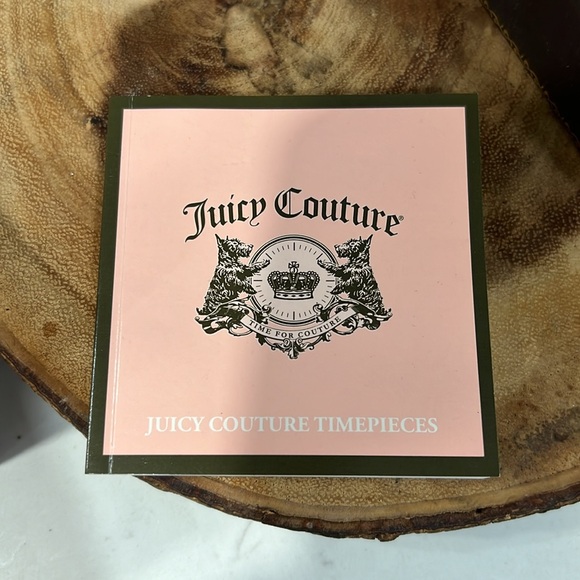 Juicy Couture®
TIME FOR COUTURE
JUICY COUTURE TIMEPIECES